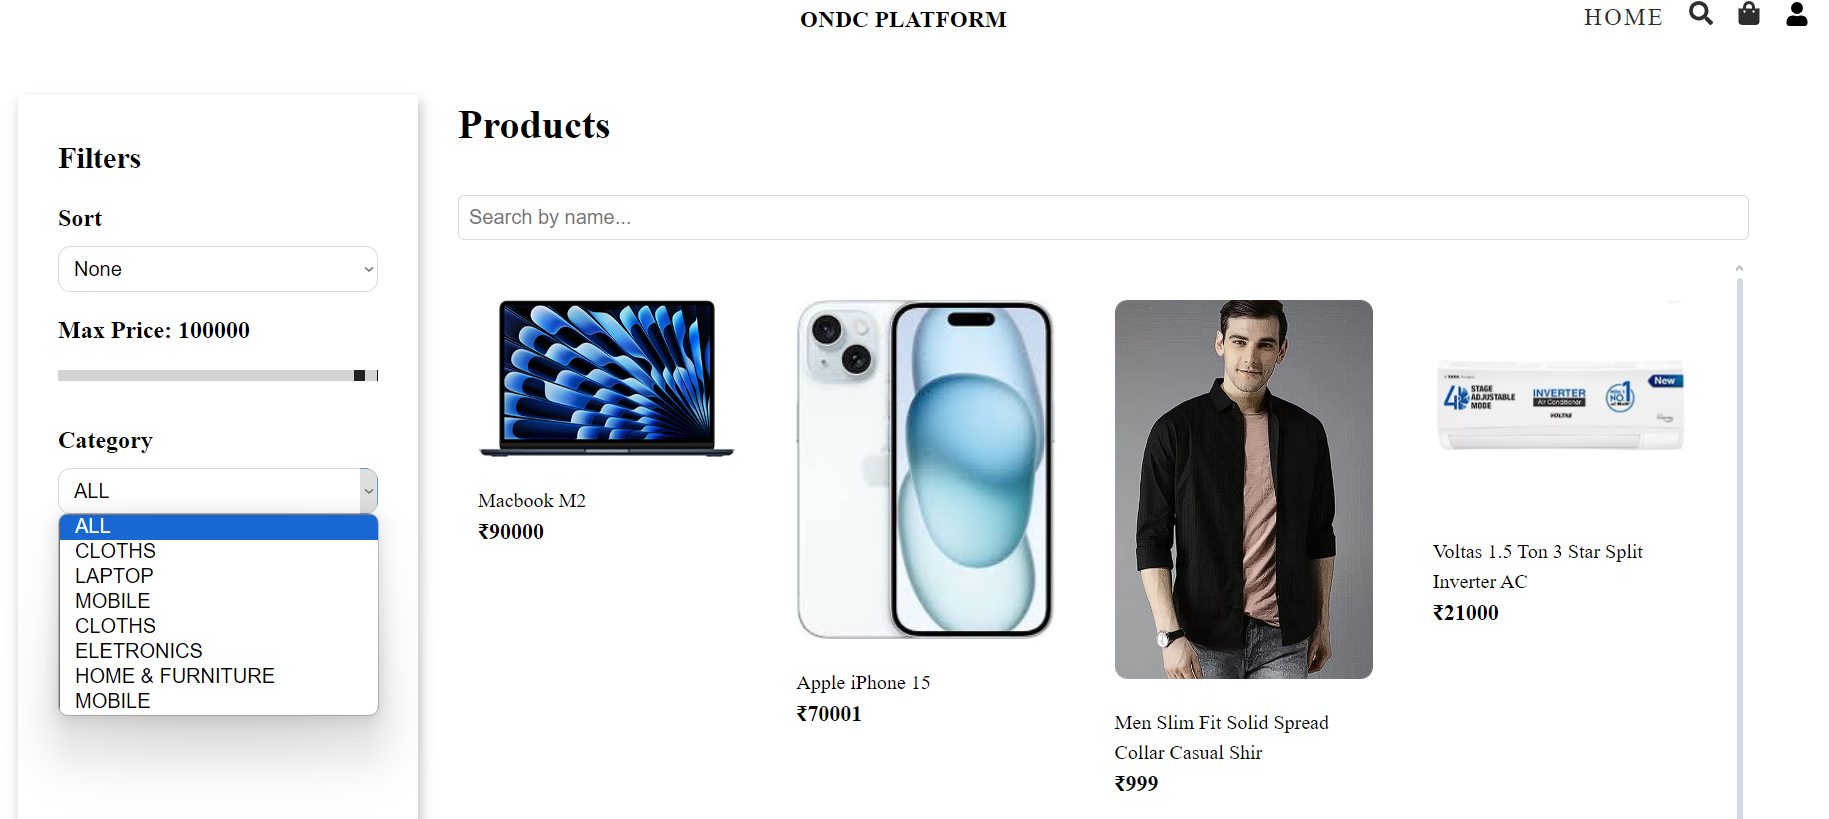 ONDC PLATFORM
HOME
Filters
Sort
None
Max Price: 100000
Category
ALL
ALL
CLOTHS
LAPTOP
MOBILE
CLOTHS
ELETRONICS
HOME & FURNITURE
MOBILE
Products
Search by name...
Macbook M2
₹90000
Apple iPhone 15
₹70001
Men Slim Fit Solid Spread
Collar Casual Shir
₹999
STAGE
ADJUSTABLE
MODE
INVERTER
Air Conditioner
VOLTAS
NO.1
New
Voltas 1.5 Ton 3 Star Split
Inverter AC
₹21000